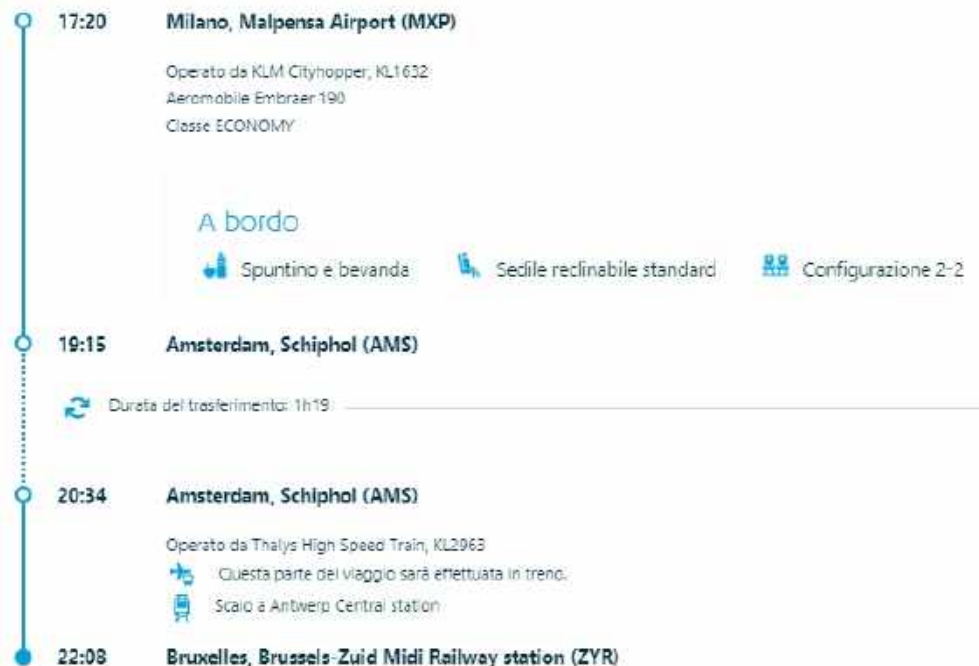 17:20 Milano, Malpensa Airport (MXP)
Operato da KLM Cityhopper, KL1632
Aeromobile Embraer 190
Classe ECONOMY
A bordo
Spuntino e bevanda Sedile reclinabile standard Configurazione 2-2
19:15 Amsterdam, Schiphol (AMS)
Durata del trasferimento: 1h19
20:34 Amsterdam, Schiphol (AMS)
Operato da Thalys High Speed Train, KL2963
Questa parte del viaggio sarà effettuata in treno.
Scalo a Antwerp Central station
22:08 Bruxelles, Brussels-Zuid Midi Railway station (ZYR)